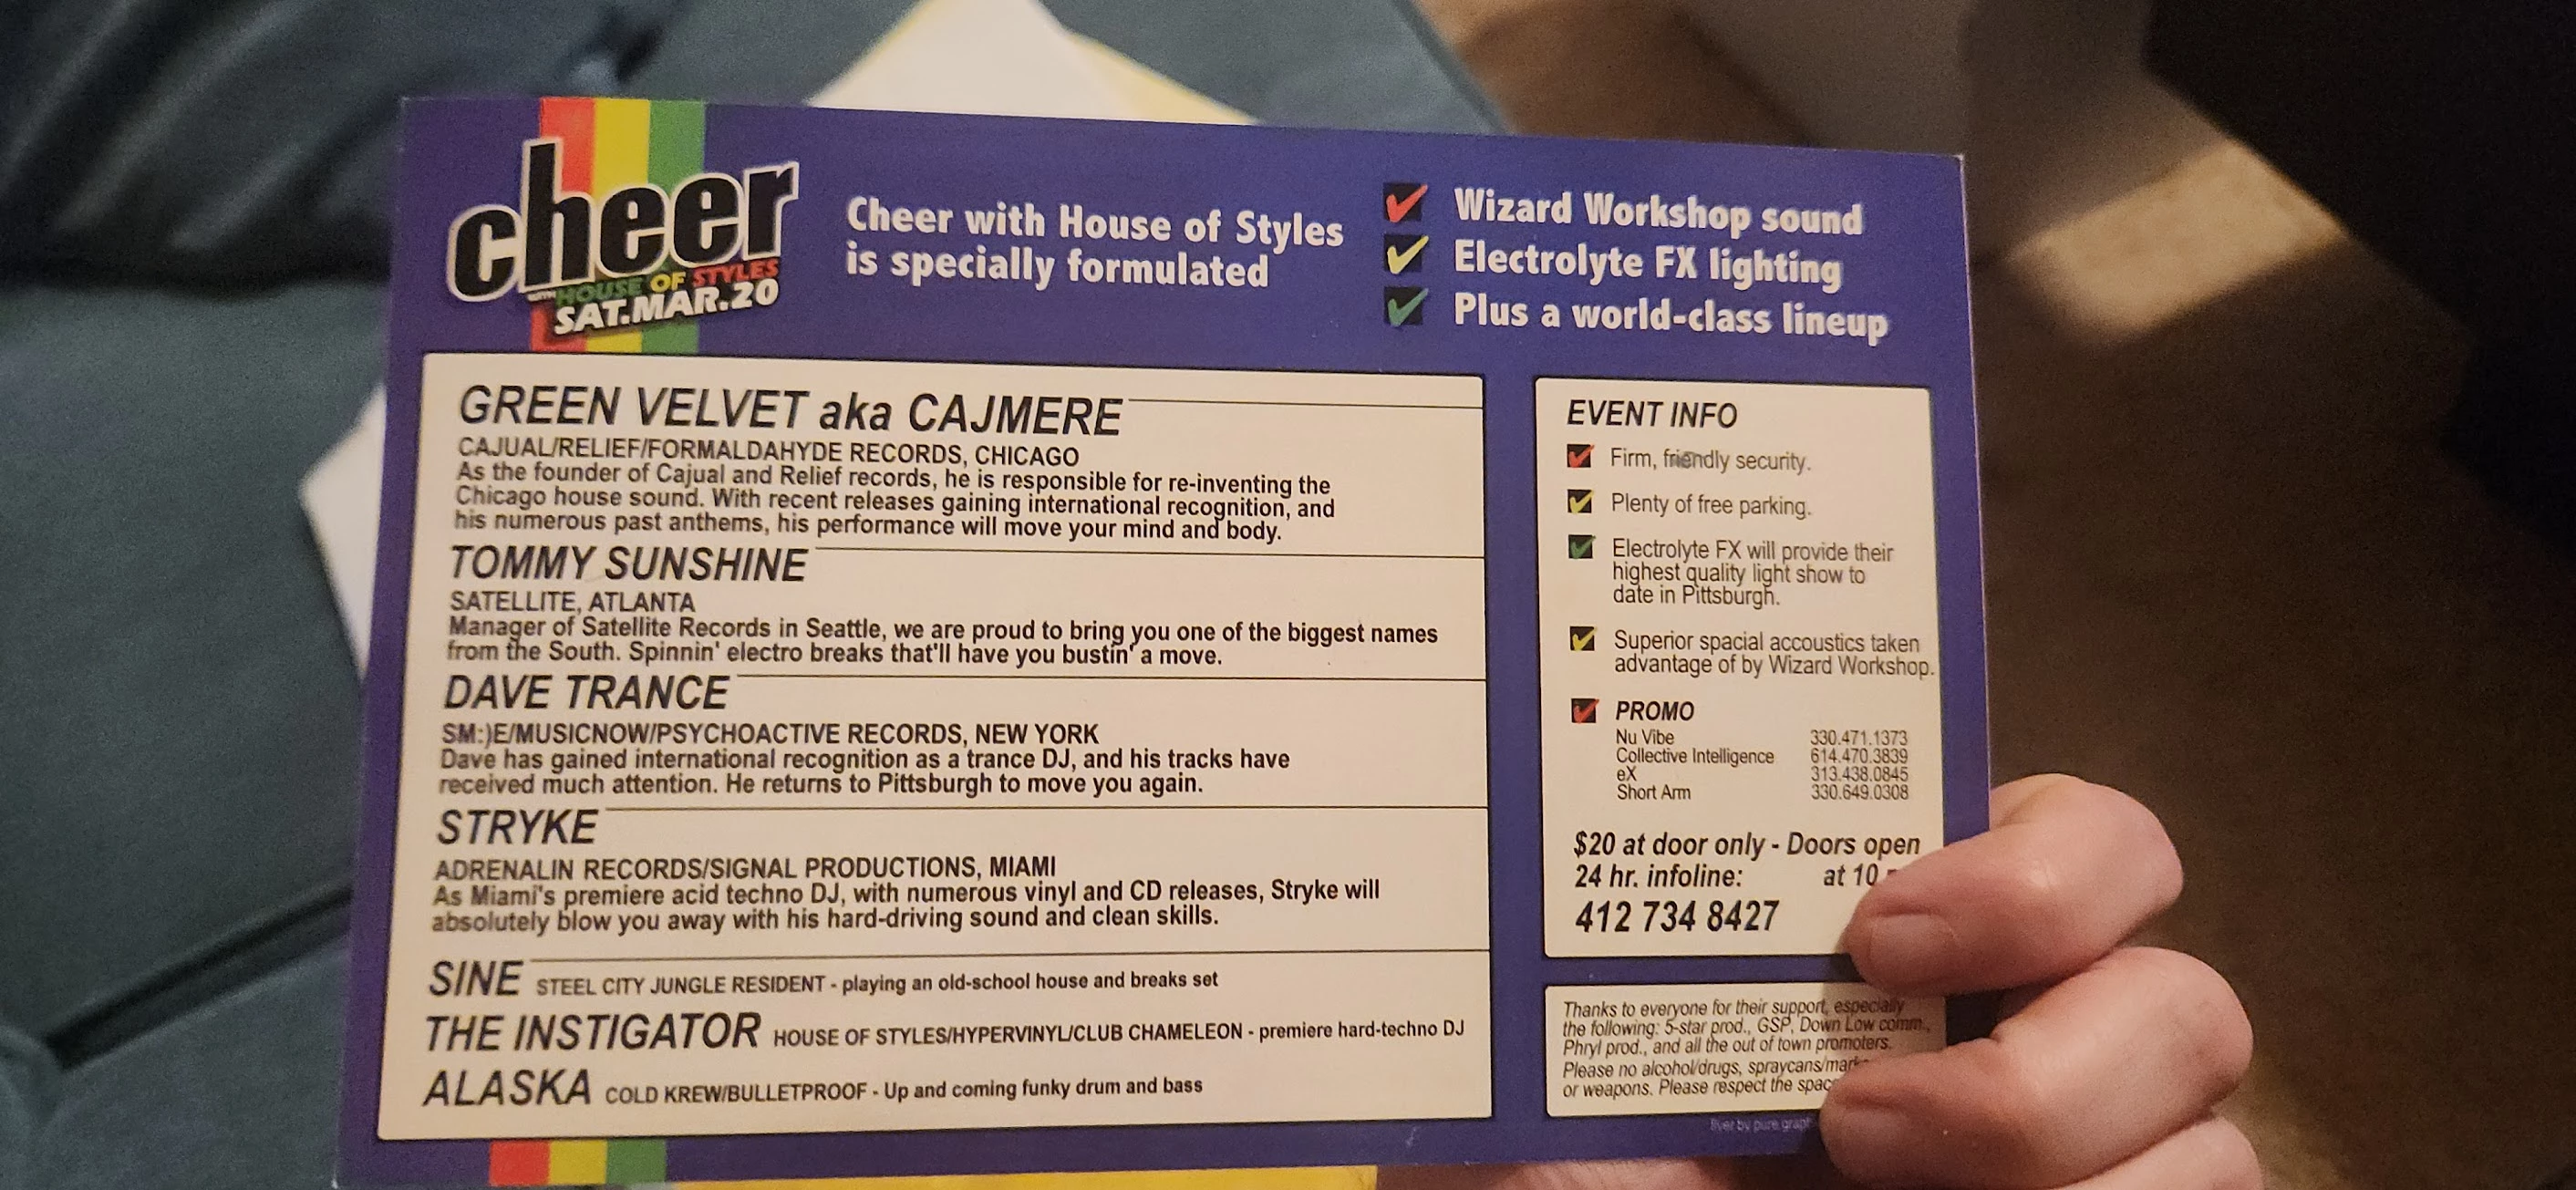 cheer
WITH HOUSE OF STYLES
SAT.MAR.20
Cheer with House of Styles
is specially formulated
Wizard Workshop sound
Electrolyte FX lighting
Plus a world-class lineup
GREEN VELVET aka CAJMERE
CAJUAL/RELIEF/FORMALDAHYDE RECORDS, CHICAGO
As the founder of Cajual and Relief records, he is responsible for re-inventing the
Chicago house sound. With recent releases gaining international recognition, and
his numerous past anthems, his performance will move your mind and body.
TOMMY SUNSHINE
SATELLITE, ATLANTA
Manager of Satellite Records in Seattle, we are proud to bring you one of the biggest names
from the South. Spinnin' electro breaks that'll have you bustin' a move.
DAVE TRANCE
SM:)E/MUSICNOW/PSYCHOACTIVE RECORDS, NEW YORK
Dave has gained international recognition as a trance DJ, and his tracks have
received much attention. He returns to Pittsburgh to move you again.
STRYKE
ADRENALIN RECORDS/SIGNAL PRODUCTIONS, MIAMI
As Miami's premiere acid techno DJ, with numerous vinyl and CD releases, Stryke will
absolutely blow you away with his hard-driving sound and clean skills.
SINE STEEL CITY JUNGLE RESIDENT - playing an old-school house and breaks set
THE INSTIGATOR HOUSE OF STYLES/HYPERVINYL/CLUB CHAMELEON - premiere hard-techno DJ
ALASKA COLD KREW/BULLETPROOF - Up and coming funky drum and bass
EVENT INFO
Firm, friendly security.
Plenty of free parking.
Electrolyte FX will provide their
highest quality light show to
date in Pittsburgh.
Superior spacial accoustics taken
advantage of by Wizard Workshop.
PROMO
Nu Vibe 330.471.1373
Collective Intelligence 614.470.3839
eX 313.438.0845
Short Arm 330.649.0308
$20 at door only - Doors open
24 hr. infoline: at 10
412 734 8427
Thanks to everyone for their support, especially
the following: 5-star prod., GSP, Down Low comm.,
Phryl prod., and all the out of town promoters.
Please no alcohol/drugs, spraycans/
or weapons. Please respect the
flyer by pure